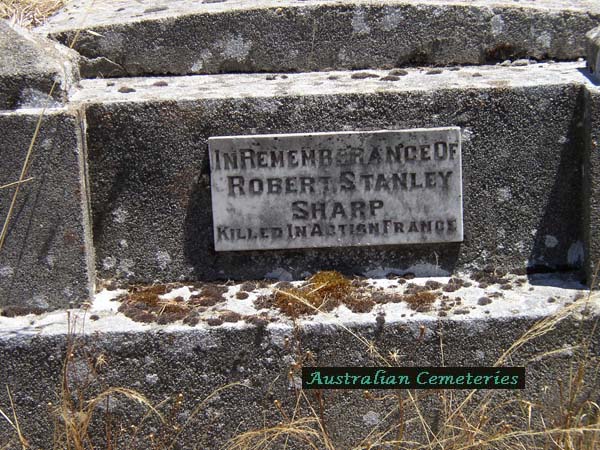 IN REMEMBERANCE OF
ROBERT STANLEY
SHARP
KILLED IN ACTION FRANCE
Australian Cemeteries